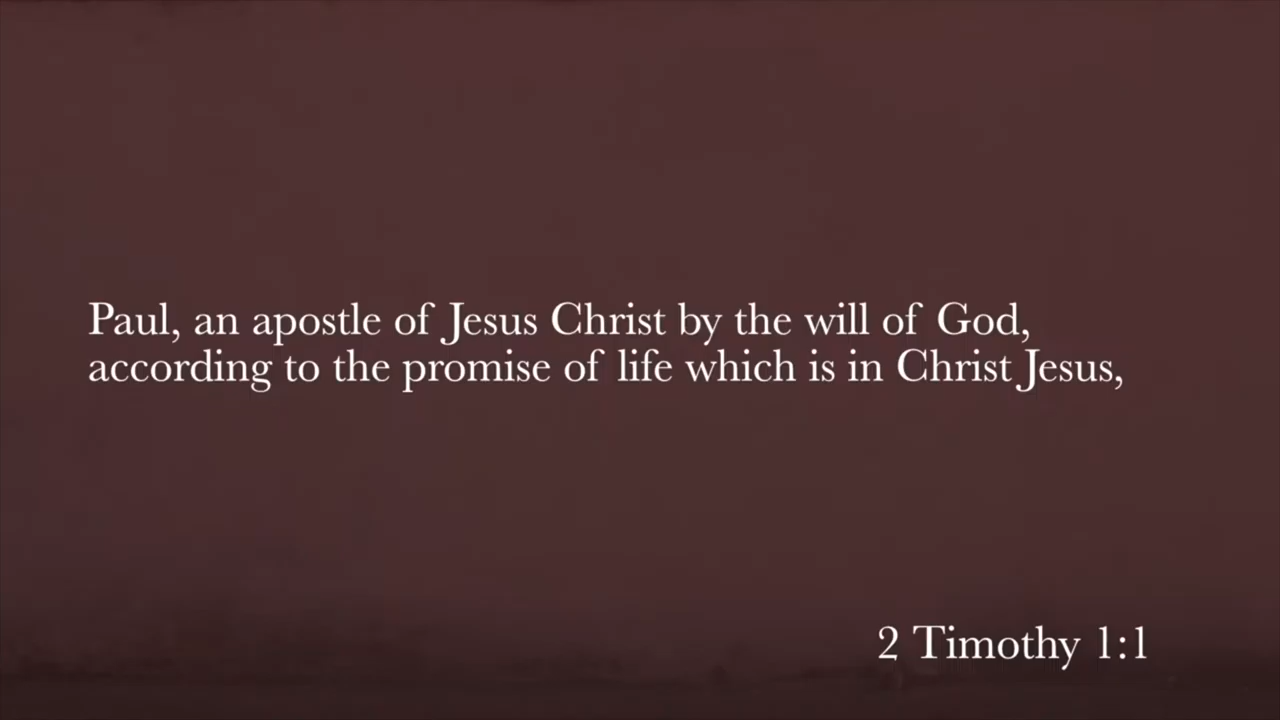 Paul, an apostle of Jesus Christ by the will of God,
according to the promise of life which is in Christ Jesus,
2 Timothy 1:1